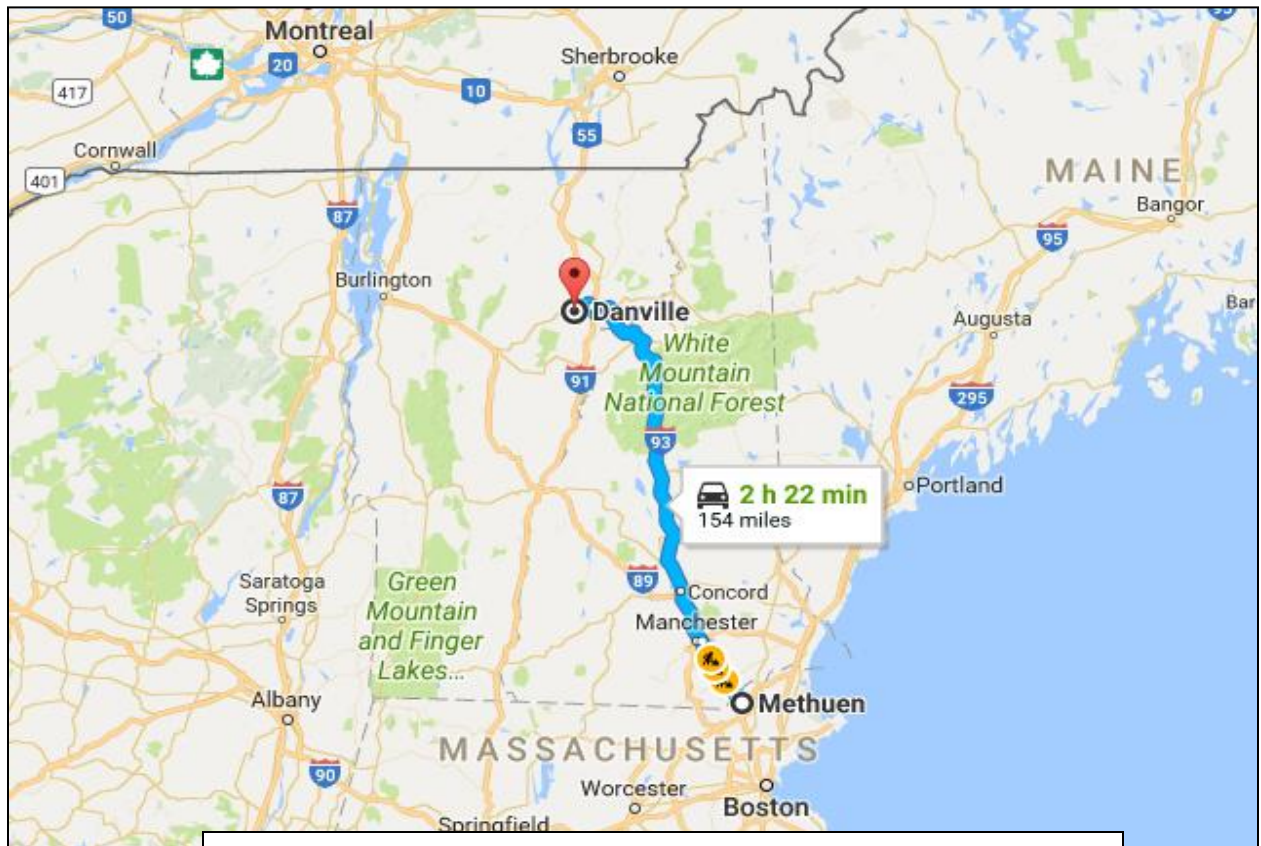 50
Montreal
Sherbrooke
20
417
10
55
Cornwall
401
MAINE
Bangor
87
95
Burlington
Danville
Augusta
Bar
White
Mountain
National Forest
91
295
93
2 h 22 min
154 miles
Portland
87
89
Saratoga
Springs
Green
Mountain
and Finger
Lakes...
Concord
Manchester
Albany
Methuen
MASSACHUSETTS
90
Worcester
Boston
Springfield